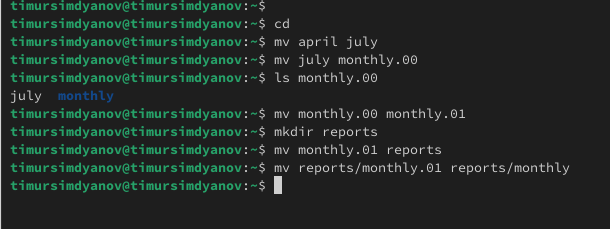 timursimdyanov@timursimdyanov:~$
timursimdyanov@timursimdyanov:~$ cd
timursimdyanov@timursimdyanov:~$ mv april july
timursimdyanov@timursimdyanov:~$ mv july monthly.00
timursimdyanov@timursimdyanov:~$ ls monthly.00
july  monthly
timursimdyanov@timursimdyanov:~$ mv monthly.00 monthly.01
timursimdyanov@timursimdyanov:~$ mkdir reports
timursimdyanov@timursimdyanov:~$ mv monthly.01 reports
timursimdyanov@timursimdyanov:~$ mv reports/monthly.01 reports/monthly
timursimdyanov@timursimdyanov:~$